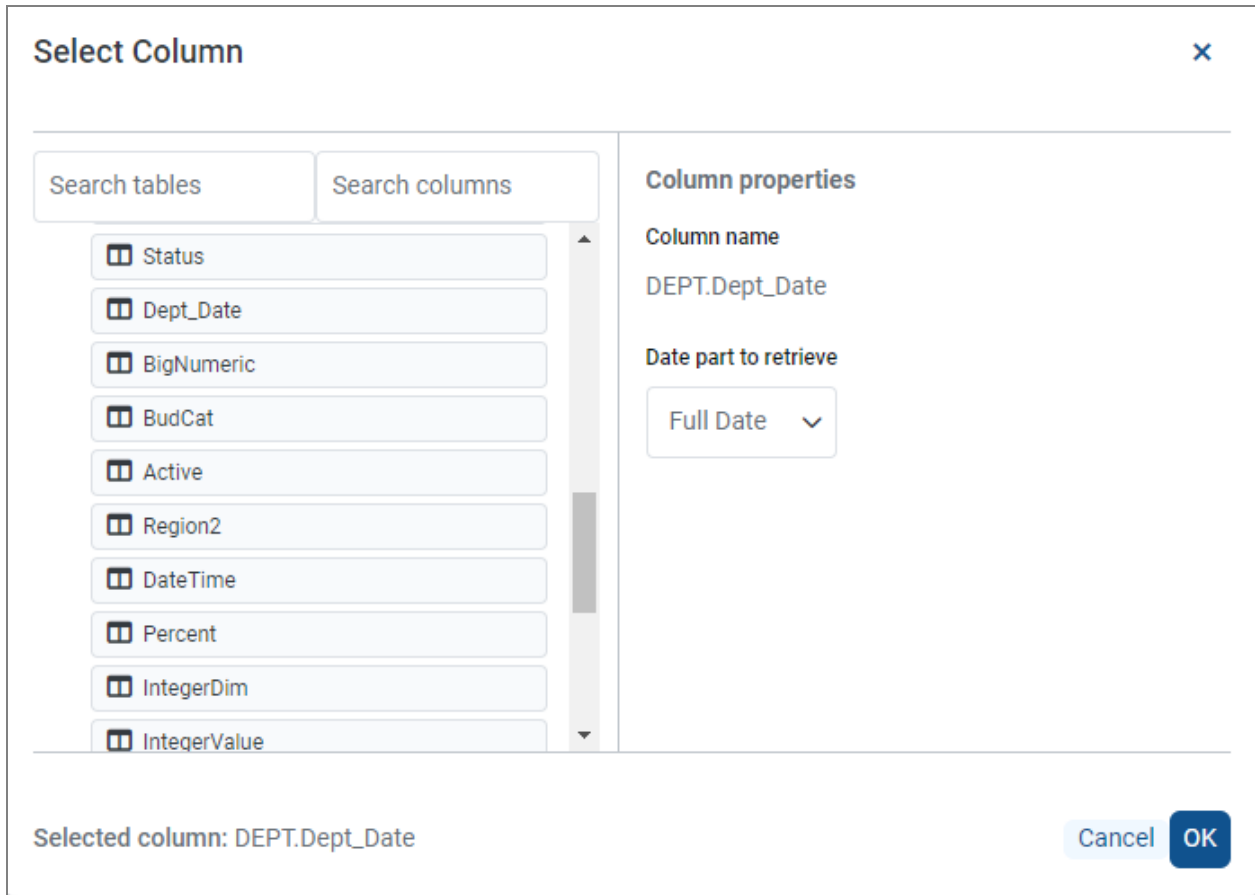 Select Column
Search tables
Search columns
Status
Dept_Date
BigNumeric
BudCat
Active
Region2
DateTime
Percent
IntegerDim
IntegerValue
Column properties
Column name
DEPT.Dept_Date
Date part to retrieve
Full Date
Selected column: DEPT.Dept_Date
Cancel
OK